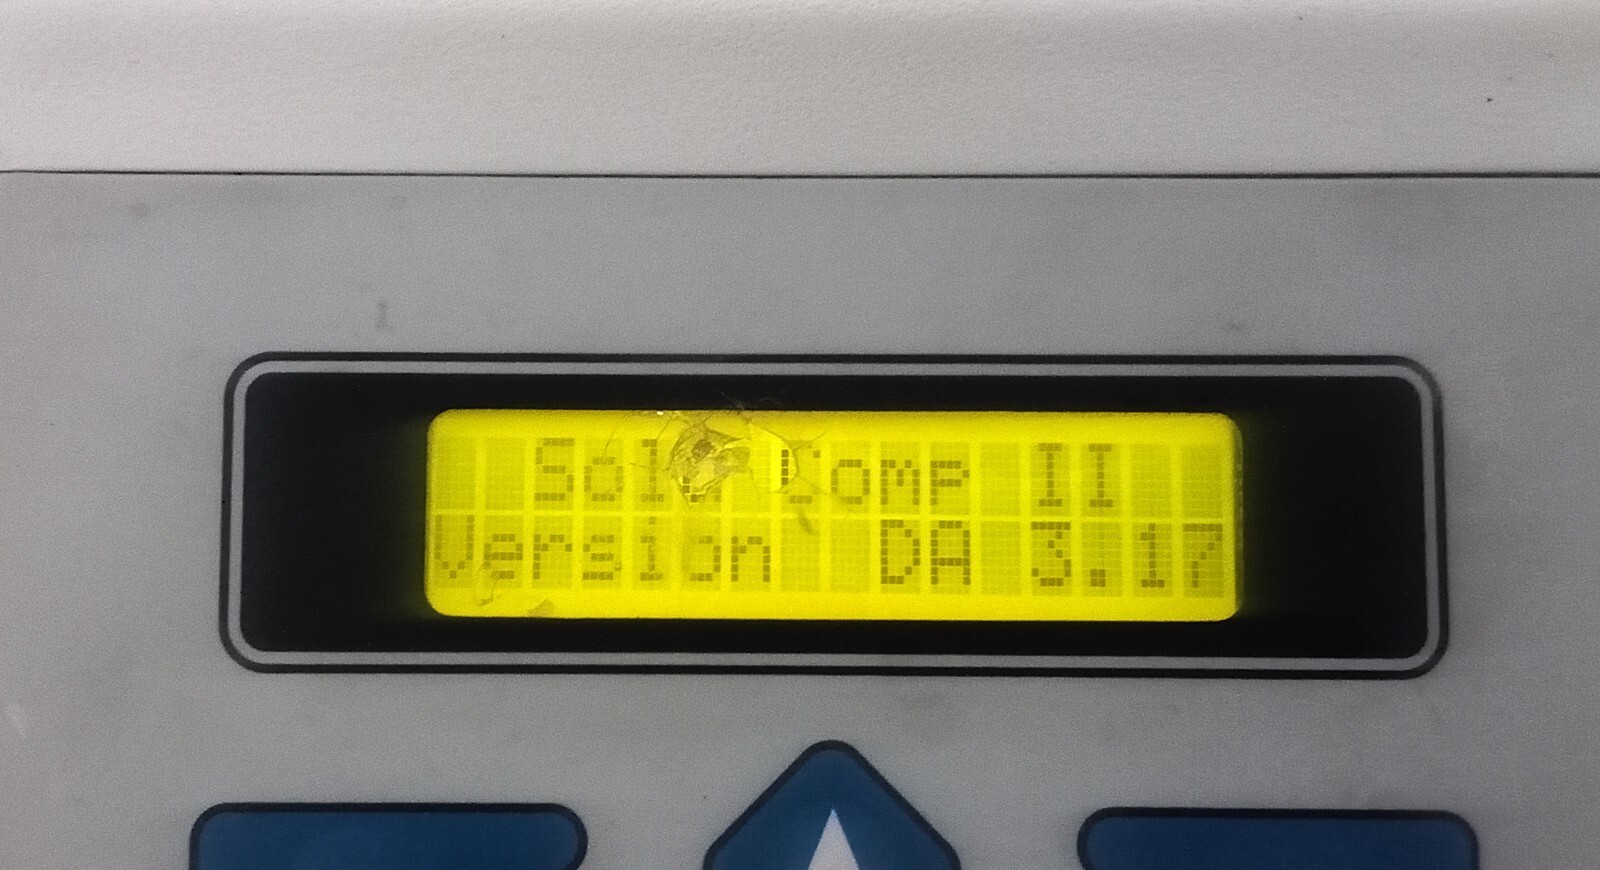 Comp II
Version DA 3.17